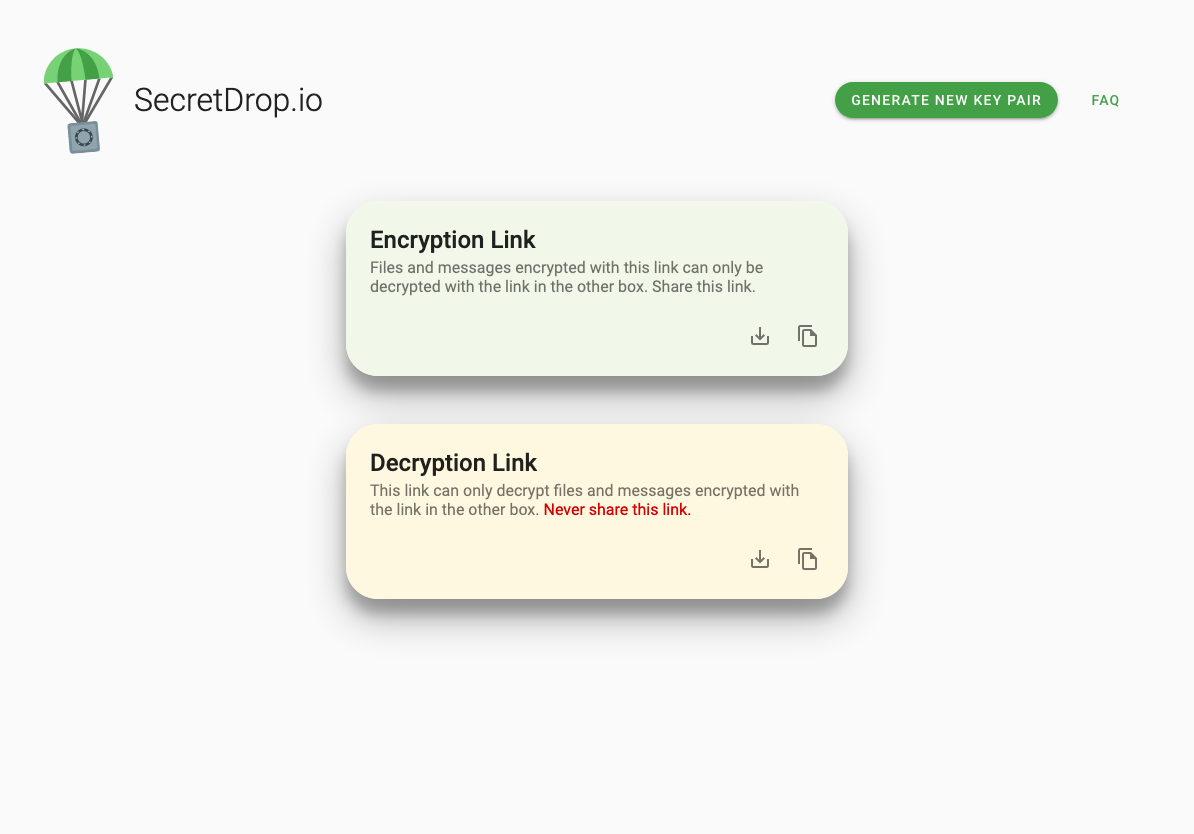 SecretDrop.io
GENERATE NEW KEY PAIR
FAQ
Encryption Link
Files and messages encrypted with this link can only be
decrypted with the link in the other box. Share this link.
Decryption Link
This link can only decrypt files and messages encrypted with
the link in the other box. Never share this link.